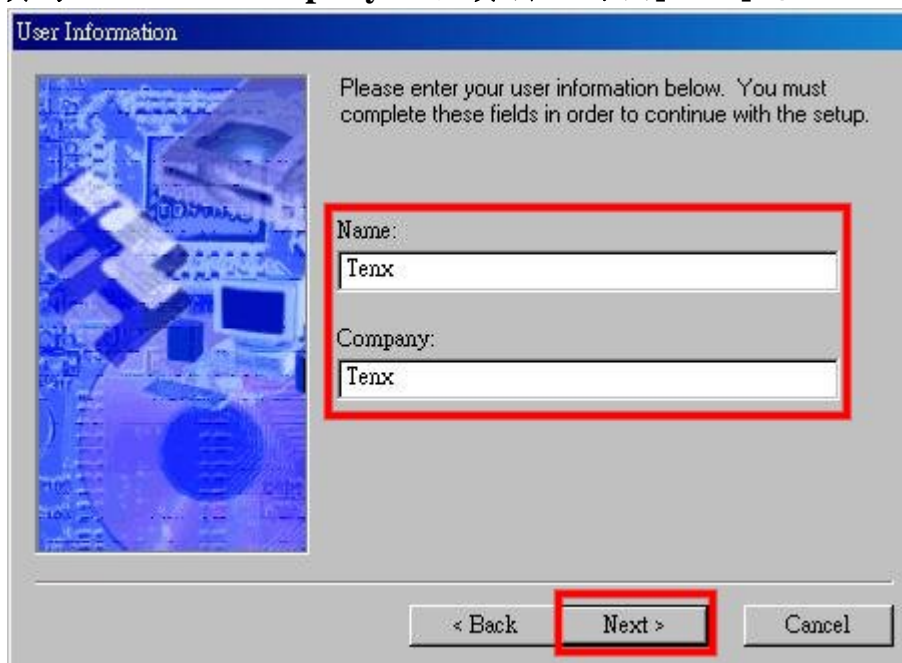 User Information
Please enter your user information below. You must
complete these fields in order to continue with the setup.
Name:
Tenx
Company:
Tenx
< Back
Next >
Cancel